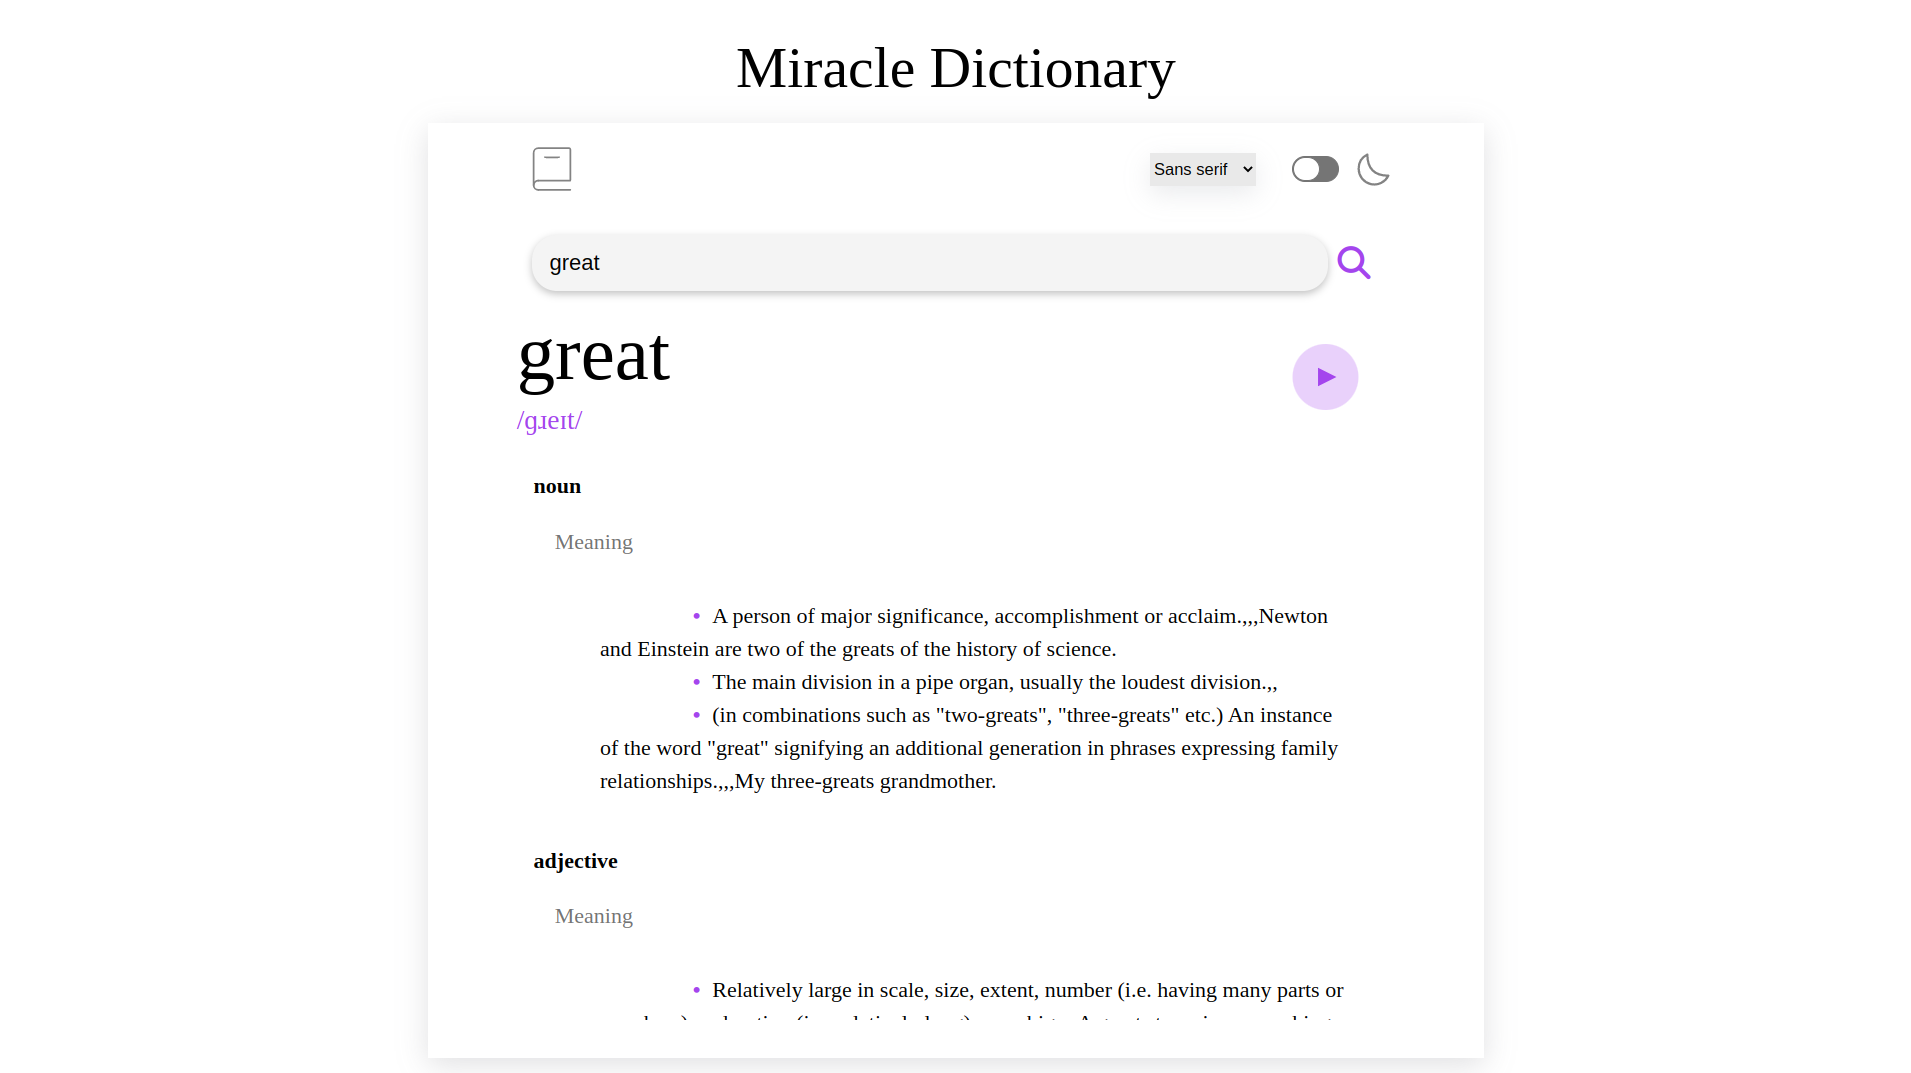 Miracle Dictionary
Sans serif
great
great
/ɡɹeɪt/
noun
Meaning
• A person of major significance, accomplishment or acclaim.,,,Newton
and Einstein are two of the greats of the history of science.
• The main division in a pipe organ, usually the loudest division.,,
• (in combinations such as "two-greats", "three-greats" etc.) An instance
of the word "great" signifying an additional generation in phrases expressing family
relationships.,,,My three-greats grandmother.
adjective
Meaning
• Relatively large in scale, size, extent, number (i.e. having many parts or